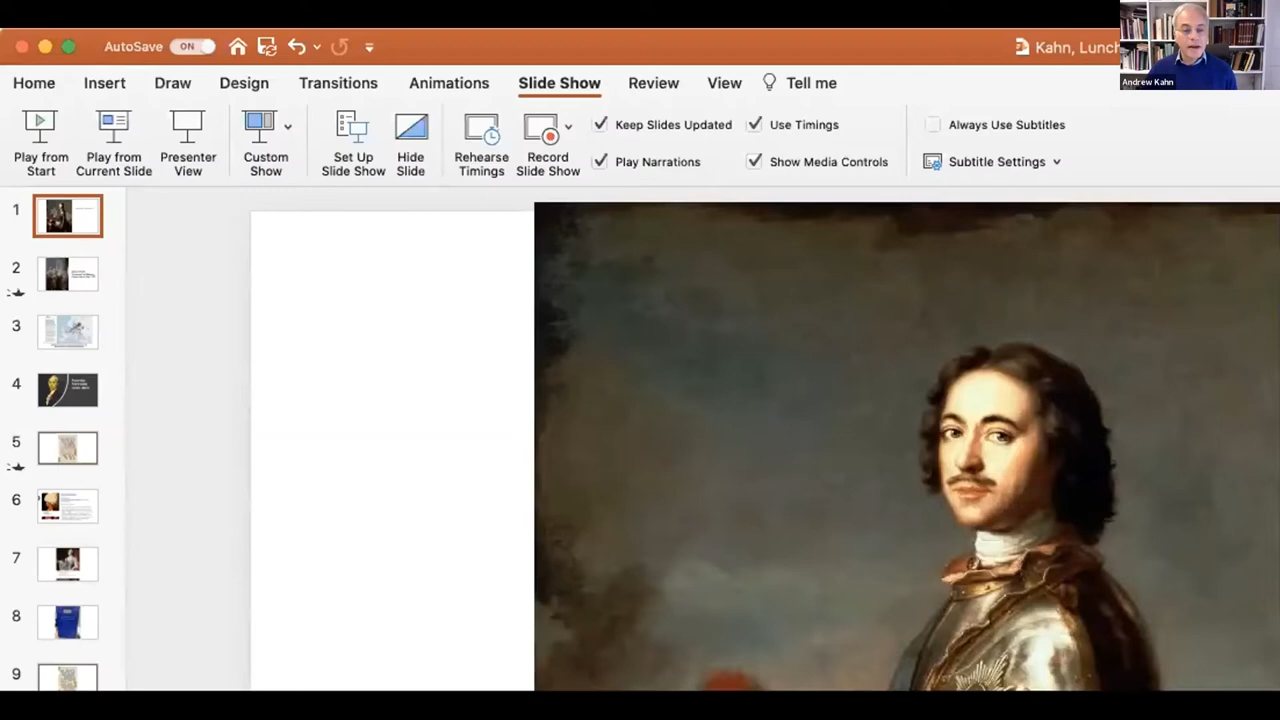 AutoSave ON
Kahn, Lunch
Andrew Kahn
Home Insert Draw Design Transitions Animations Slide Show Review View Tell me
Play from Start
Play from Current Slide
Presenter View
Custom Show
Set Up Slide Show
Hide Slide
Rehearse Timings
Record Slide Show
Keep Slides Updated
Use Timings
Play Narrations
Show Media Controls
Always Use Subtitles
Subtitle Settings
1
2
3
4
5
6
7
8
9